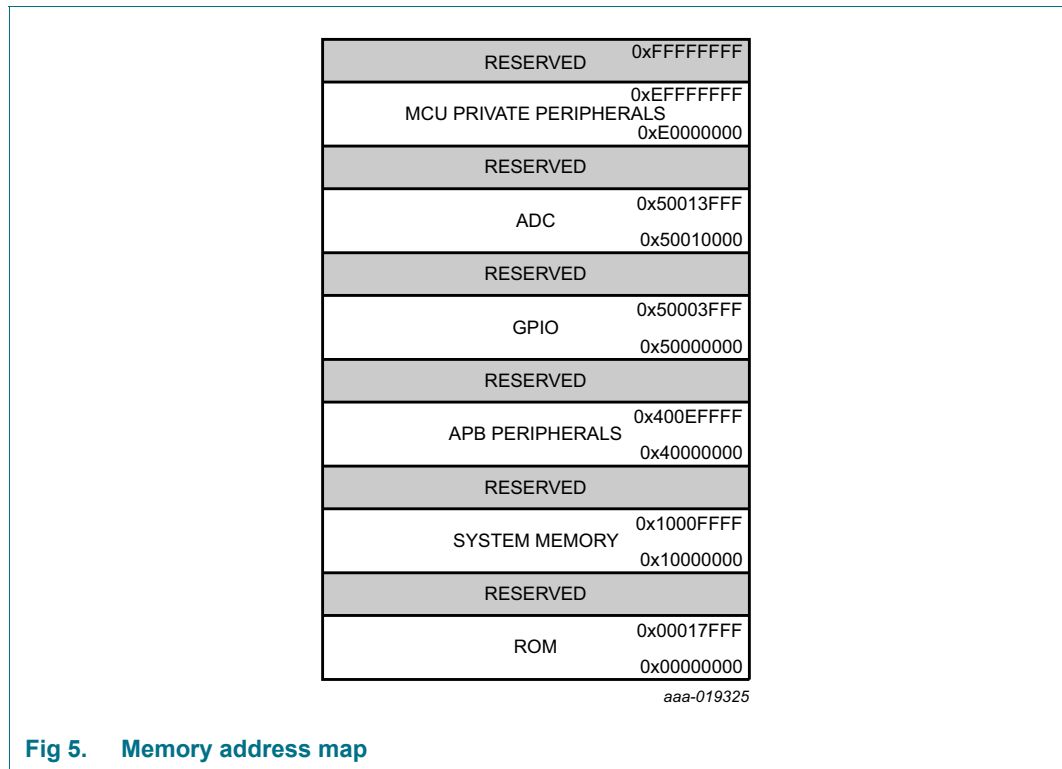 RESERVED 0xFFFFFFFF
0xEFFFFFFF
MCU PRIVATE PERIPHERALS
0xE0000000
RESERVED
0x50013FFF
ADC
0x50010000
RESERVED
0x50003FFF
GPIO
0x50000000
RESERVED
0x400EFFFF
APB PERIPHERALS
0x40000000
RESERVED
0x1000FFFF
SYSTEM MEMORY
0x10000000
RESERVED
0x00017FFF
ROM
0x00000000
aaa-019325
Fig 5. Memory address map